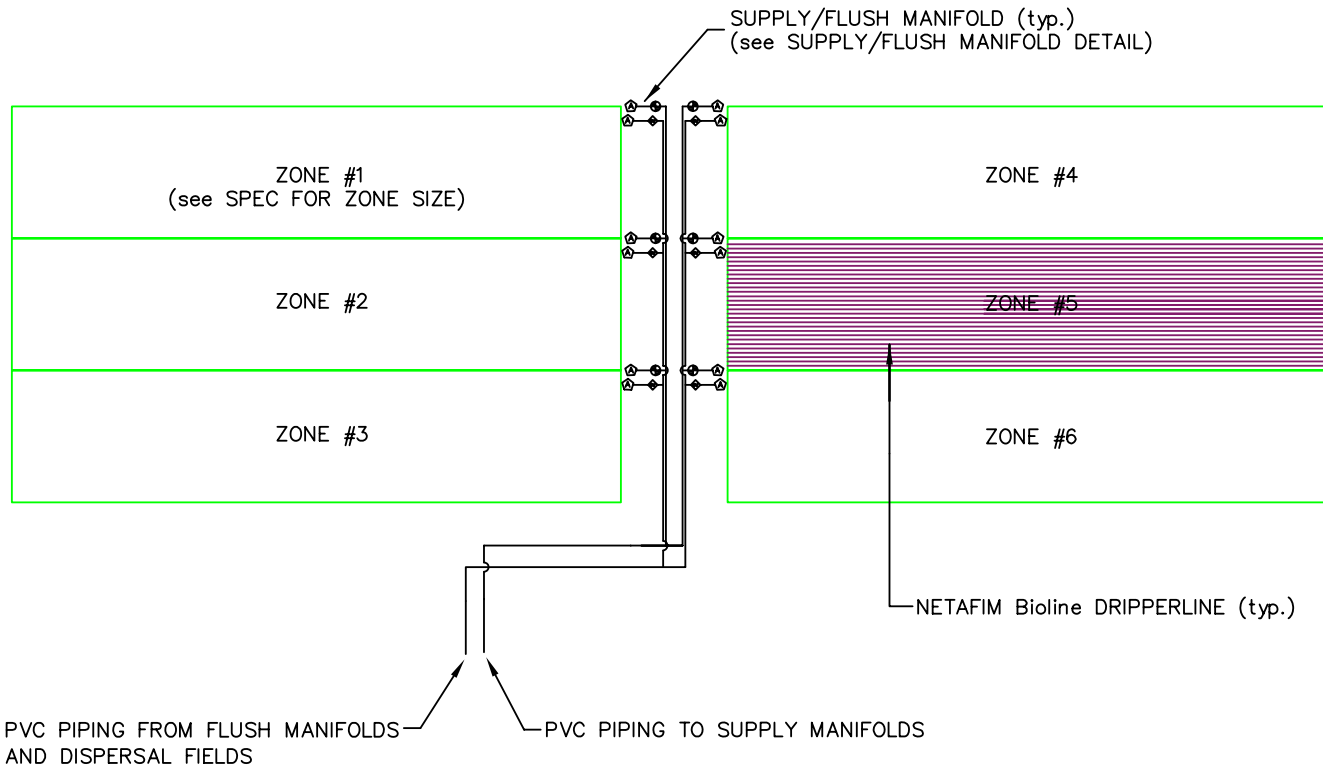 SUPPLY/FLUSH MANIFOLD (typ.)
(see SUPPLY/FLUSH MANIFOLD DETAIL)
A
A
A
A
ZONE #1
(see SPEC FOR ZONE SIZE)
ZONE #4
A
A
A
A
ZONE #2
ZONE #5
A
A
A
A
ZONE #3
ZONE #6
NETAFIM Bioline DRIPPERLINE (typ.)
PVC PIPING FROM FLUSH MANIFOLDS
AND DISPERSAL FIELDS
PVC PIPING TO SUPPLY MANIFOLDS